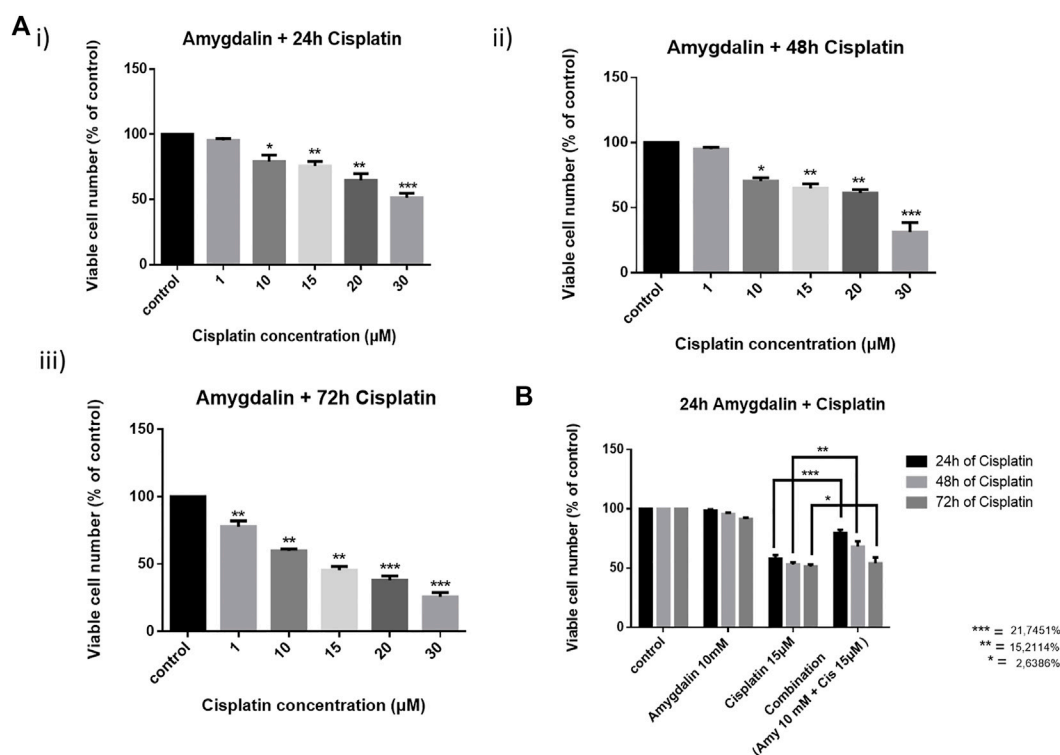 A
i)
Amygdalin + 24h Cisplatin
Viable cell number (% of control)
150
100
50
0
* ** ** ***
control 1 10 15 20 30
Cisplatin concentration (µM)
ii)
Amygdalin + 48h Cisplatin
Viable cell number (% of control)
150
100
50
0
* ** ** ***
control 1 10 15 20 30
Cisplatin concentration (µM)
iii)
Amygdalin + 72h Cisplatin
Viable cell number (% of control)
150
100
50
0
** ** ** *** ***
control 1 10 15 20 30
Cisplatin concentration (µM)
B
24h Amygdalin + Cisplatin
Viable cell number (% of control)
150
100
50
0
**
***
*
control
Amygdalin 10mM
Cisplatin 15µM
Combination
(Amy 10 mM + Cis 15µM )
24h of Cisplatin
48h of Cisplatin
72h of Cisplatin
*** = 21,7451%
** = 15,2114%
* = 2,6386%